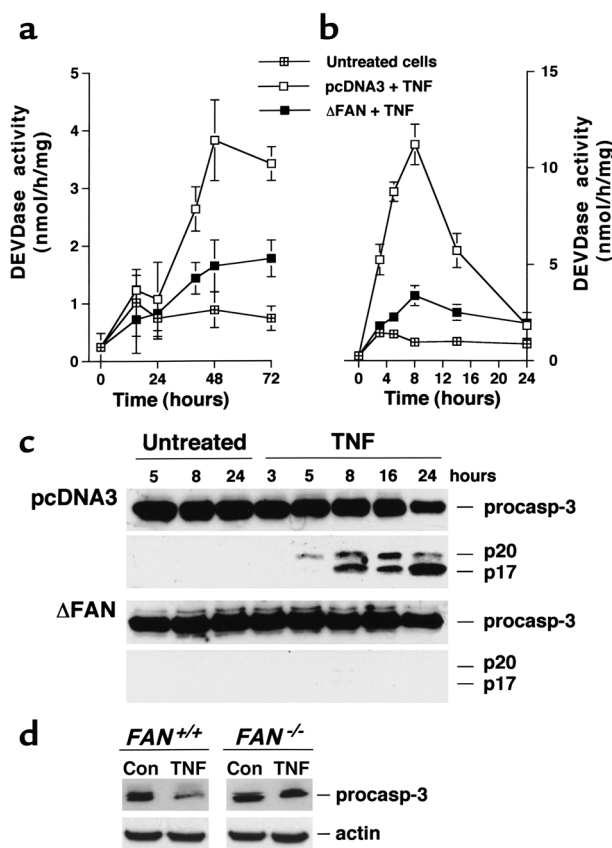 a
b
Untreated cells
pcDNA3 + TNF
ΔFAN + TNF
DEVDase activity
(nmol/h/mg)
5
4
3
2
1
0
0 24 48 72
Time (hours)
15
10
5
0
0 4 8 12 16 20 24
Time (hours)
DEVDase activity
(nmol/h/mg)
c
Untreated TNF
5 8 24 3 5 8 16 24 hours
pcDNA3
procasp-3
p20
p17
ΔFAN
procasp-3
p20
p17
d
FAN+/+ FAN-/-
Con TNF Con TNF
procasp-3
actin